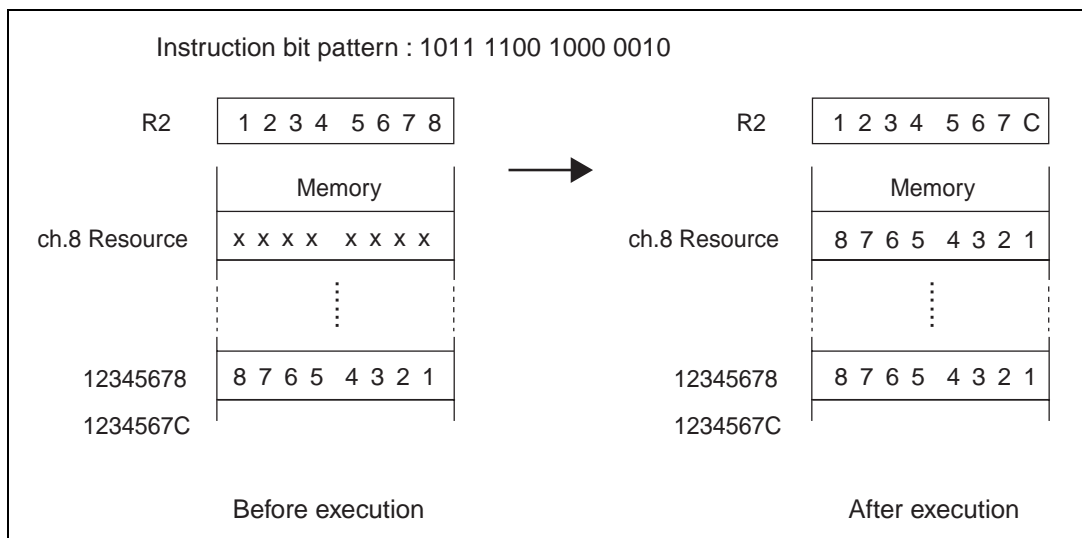 Instruction bit pattern : 1011 1100 1000 0010
R2
1 2 3 4 5 6 7 8
R2
1 2 3 4 5 6 7 C
Memory
Memory
ch.8 Resource
x x x x x x x x
ch.8 Resource
8 7 6 5 4 3 2 1
12345678
8 7 6 5 4 3 2 1
12345678
8 7 6 5 4 3 2 1
1234567C
1234567C
Before execution
After execution